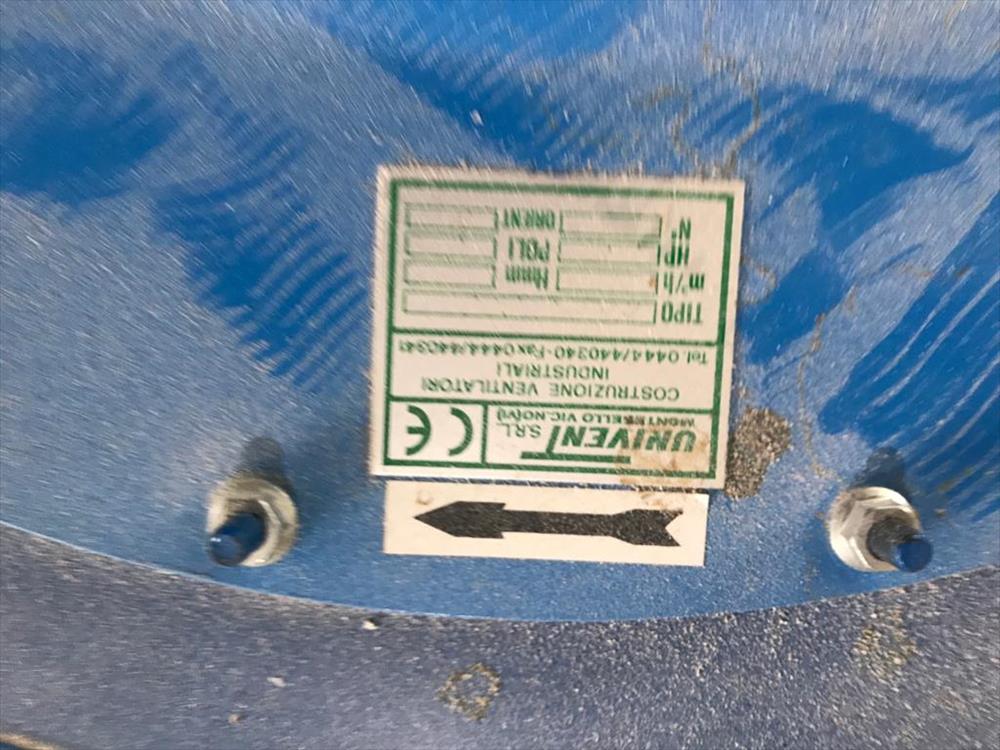 UNIVENT S.R.L. CE
MONTEBELLO VIC.NO(VI)
COSTRUZIONE VENTILATORI
INDUSTRIALI
Tel. 0444/440340-Fax 0444/440341
TIPO
m³/h Hmm
HP POLI
N° ORIENT